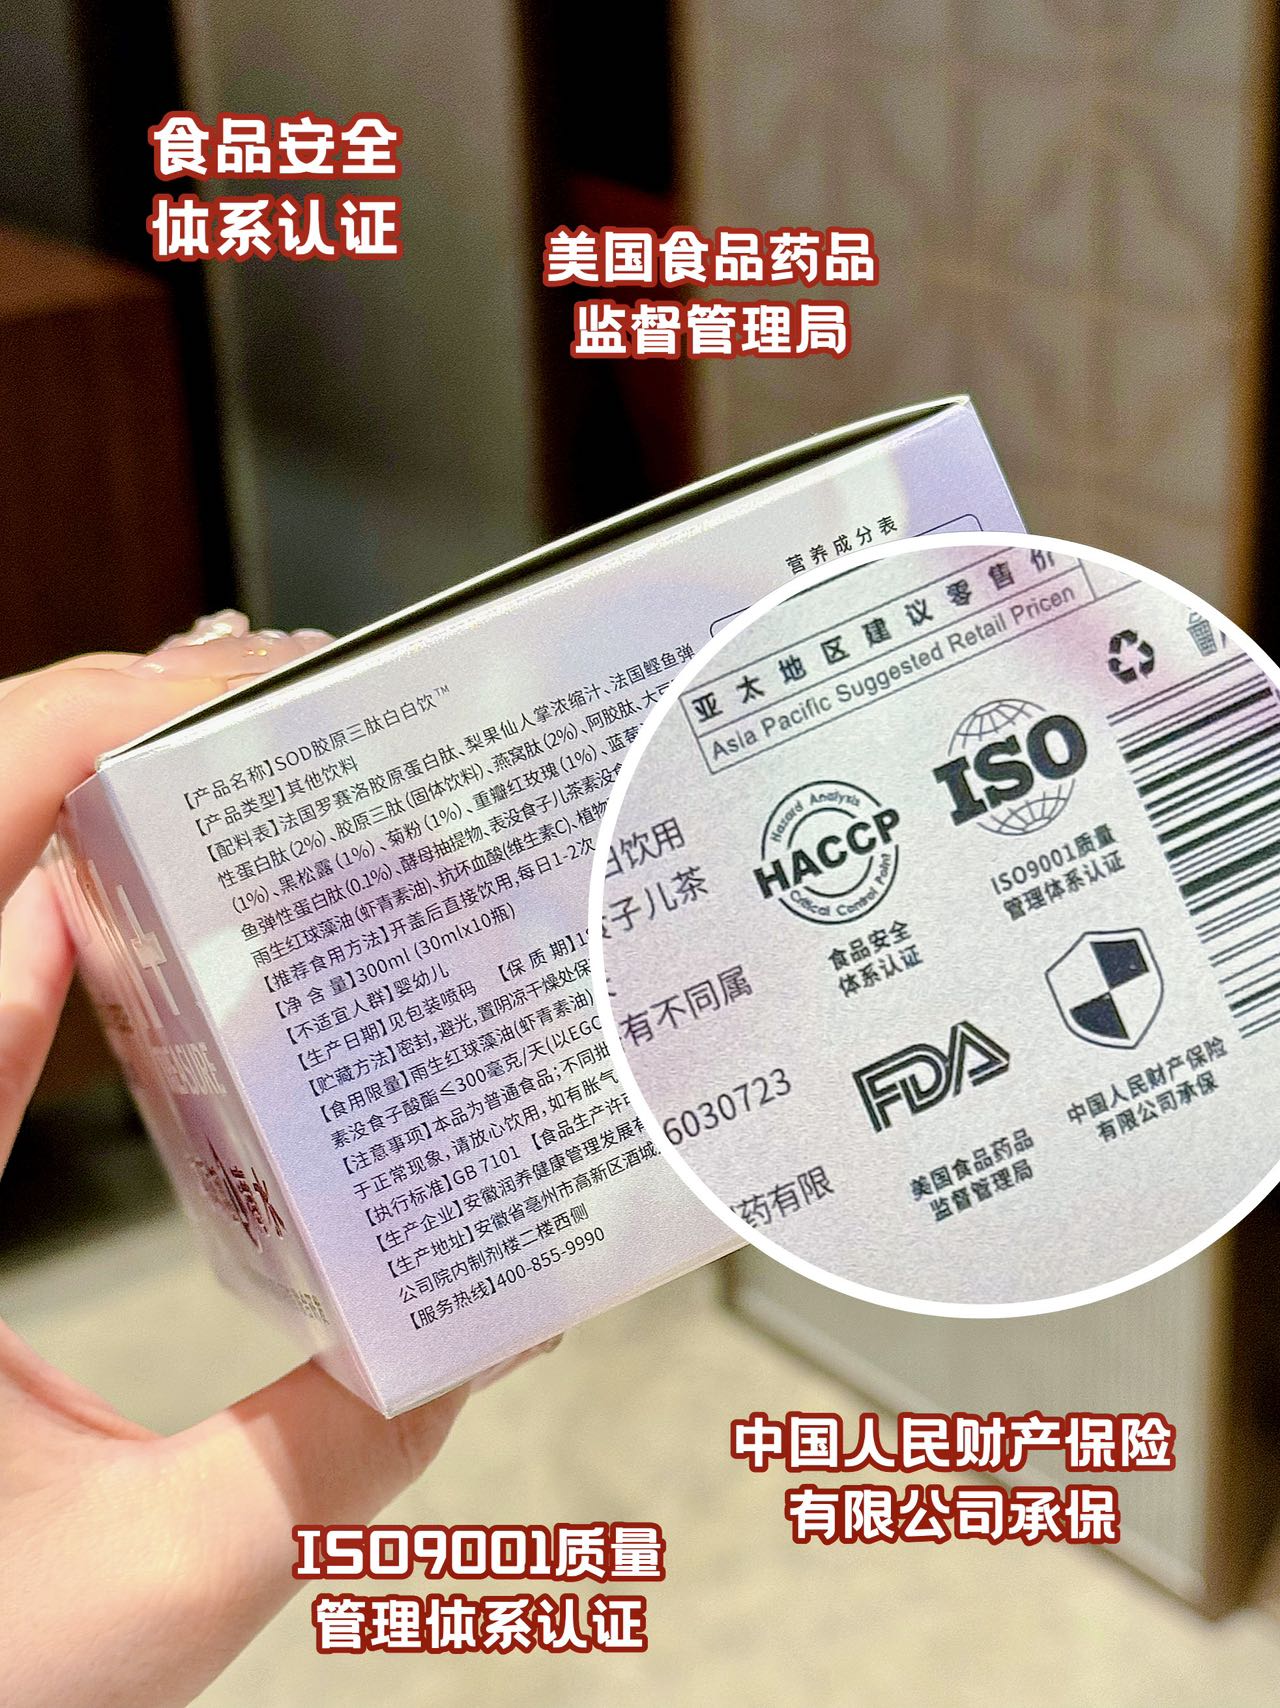 食品安全
体系认证
美国食品药品
监督管理局
营养成分表
【产品名称】SOD胶原三肽白白饮™
【产品类型】其他饮料
【配料表】法国罗赛洛胶原蛋白肽、梨果仙人掌浓缩汁、法国鲣鱼弹
性蛋白肽(2%)、胶原三肽(固体饮料)、燕窝肽(2%)、阿胶肽、大豆
(1%)、黑松露(1%)、菊粉(1%)、重瓣红玫瑰(1%)、蓝莓
鱼弹性蛋白肽(0.1%)、酵母抽提物、表没食子儿茶素没食
雨生红球藻油(虾青素油)、抗坏血酸(维生素C)、植物
【推荐食用方法】开盖后直接饮用,每日1-2次
【净 含 量】300ml (30mlx10瓶)
【不适宜人群】婴幼儿 【保 质 期】
【生产日期】见包装喷码
【贮藏方法】密封,避光,置阴凉干燥处保
【食用限量】雨生红球藻油(虾青素油)
素没食子酸酯≤300毫克/天(以EGC
【注意事项】本品为普通食品;不同批
于正常现象,请放心饮用,如有胀气
【执行标准】GB 7101 【食品生产许可
【生产企业】安徽润养健康管理发展有
【生产地址】安徽省亳州市高新区酒城
公司院内制剂楼二楼西侧
【服务热线】400-855-9990
亚太地区建议零售价
Asia Pacific Suggested Retail Pricen
ISO
ISO9001质量
管理体系认证
Hazard Analysis
HACCP
Critical Control Point
食品安全
体系认证
白饮用
食子儿茶
有不同属
6030723
药有限
FDA
美国食品药品
监督管理局
中国人民财产保险
有限公司承保
中国人民财产保险
有限公司承保
ISO9001质量
管理体系认证